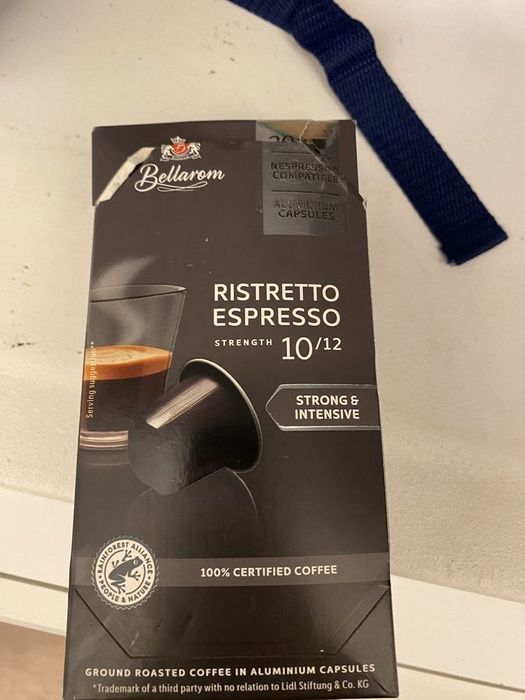 Bellarom
NESPRESSO*
COMPATIBLE
ALUMINIUM
CAPSULES
RISTRETTO
ESPRESSO
STRENGTH 10/12
STRONG &
INTENSIVE
Serving suggestion**
RAINFOREST ALLIANCE
PEOPLE & NATURE
100% CERTIFIED COFFEE
GROUND ROASTED COFFEE IN ALUMINIUM CAPSULES
*Trademark of a third party with no relation to Lidl Stiftung & Co. KG